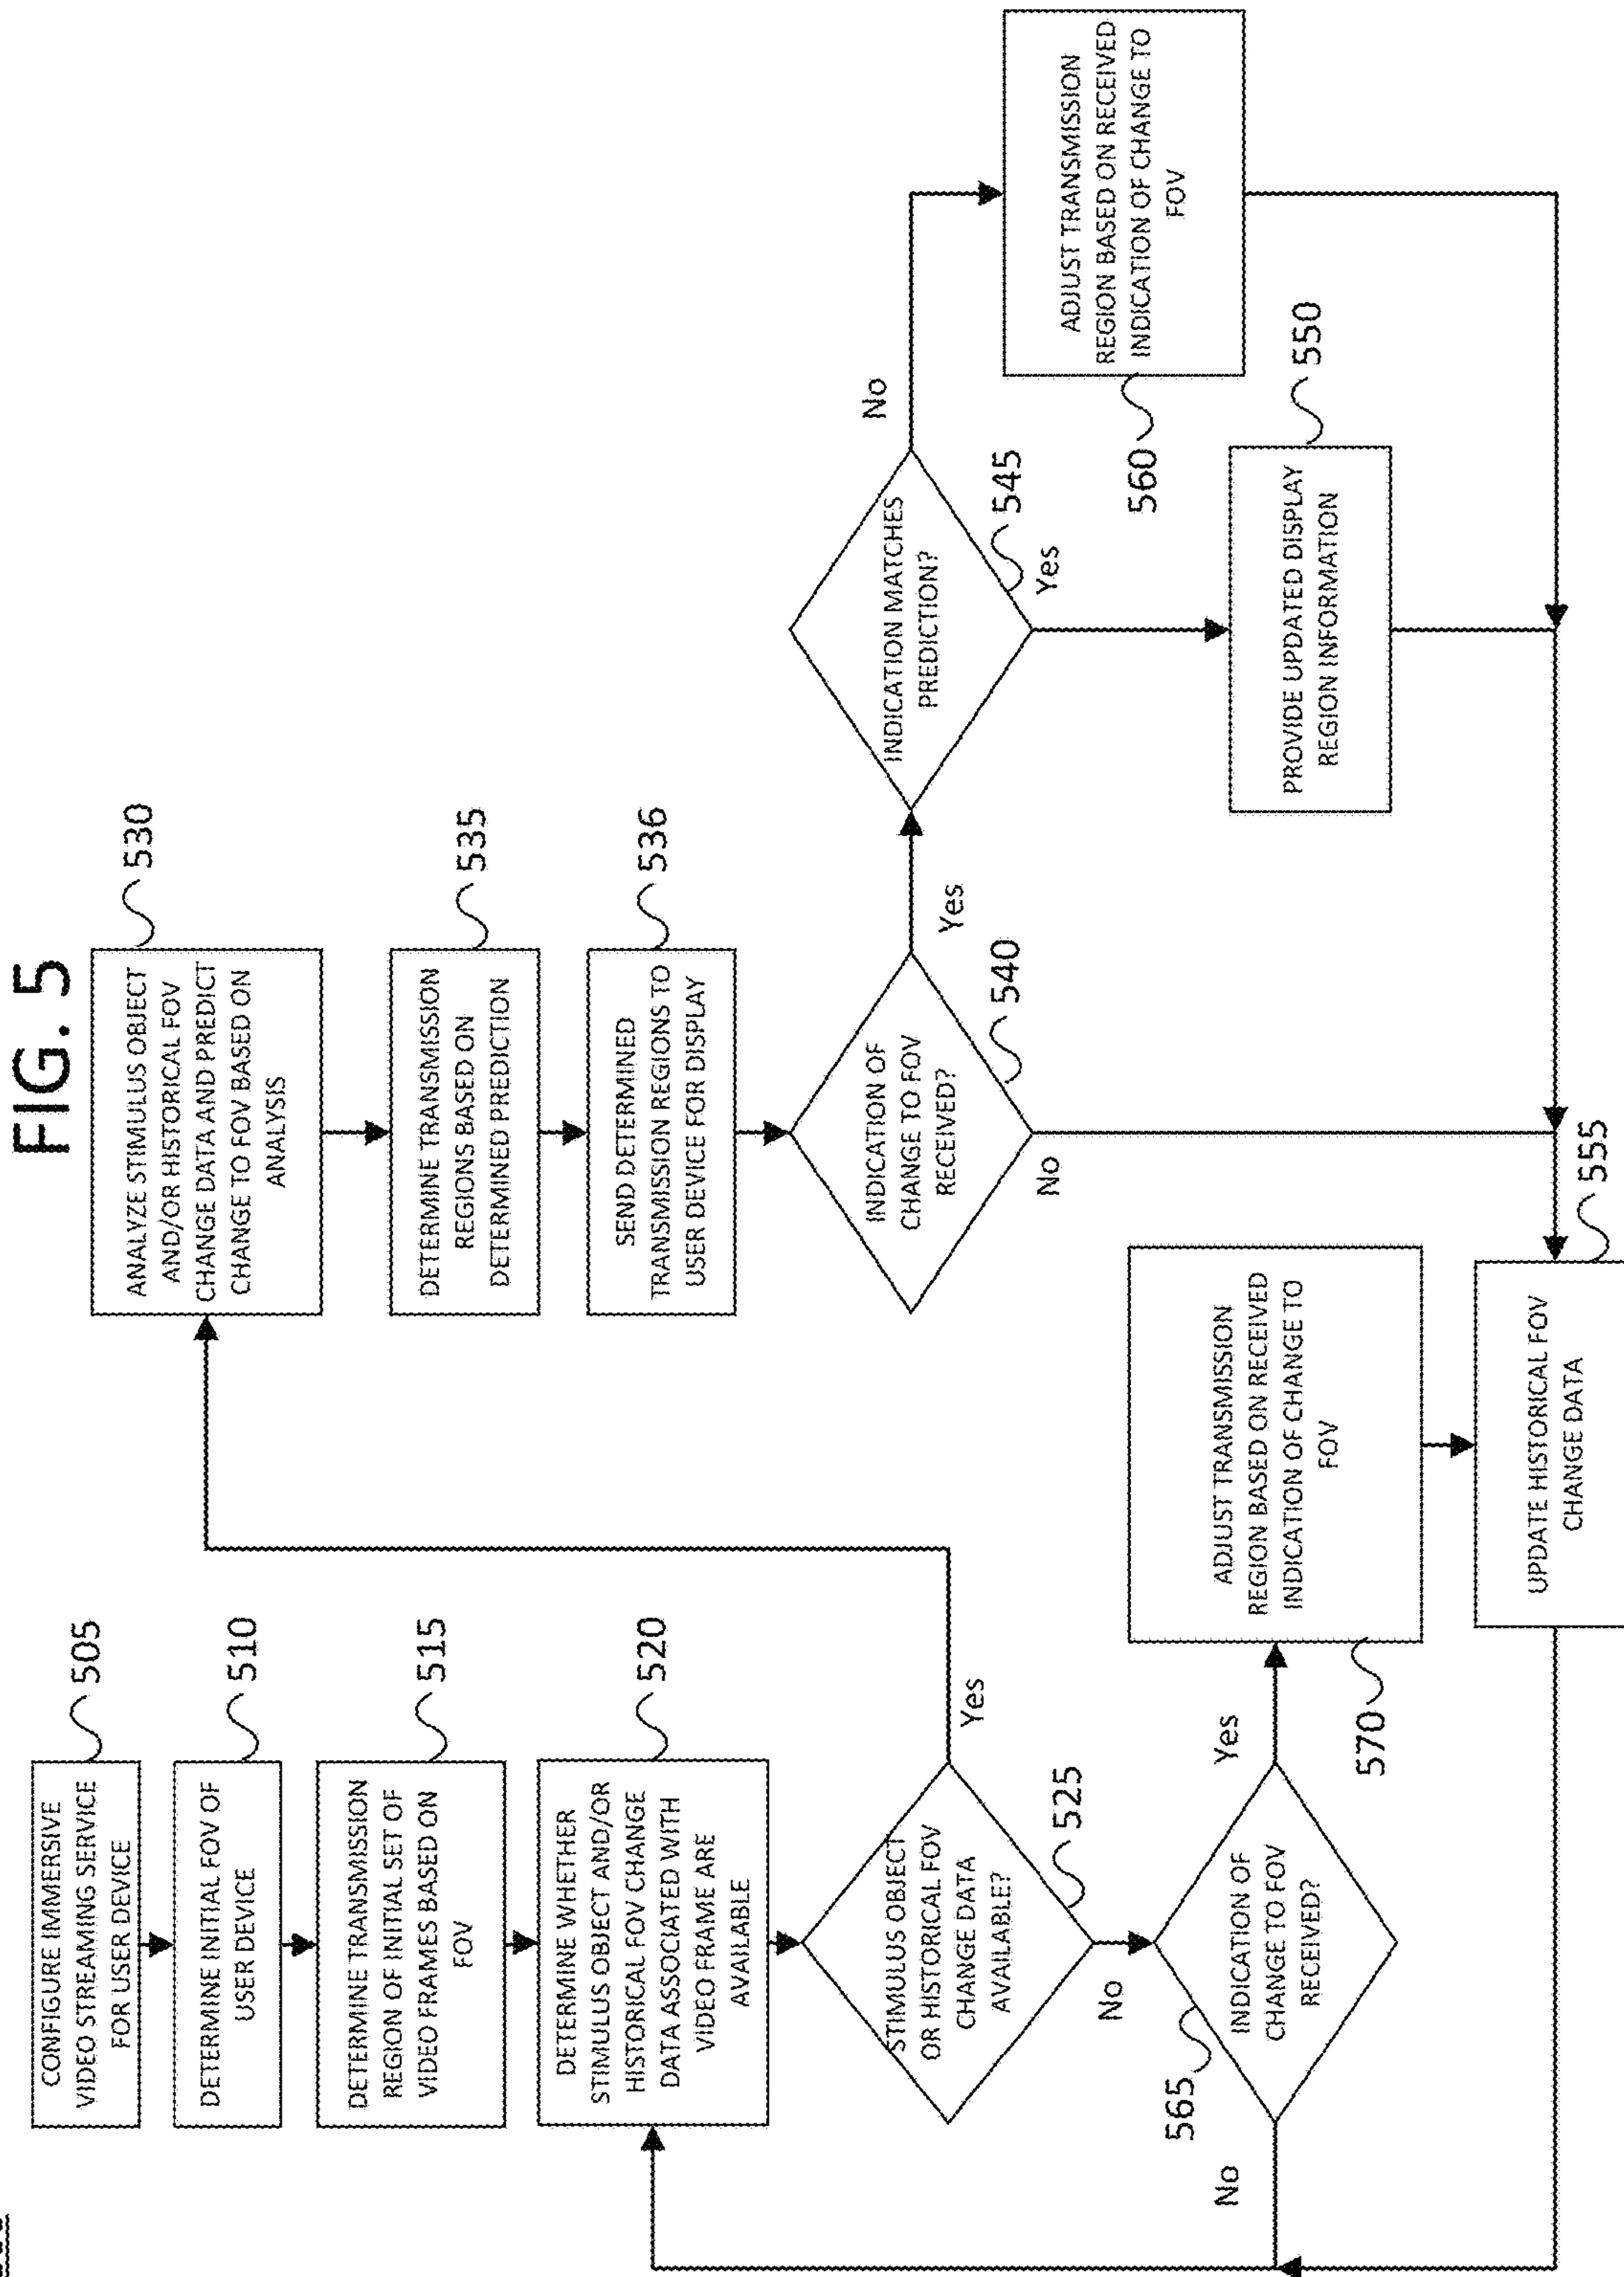 FIG. 5
CONFIGURE IMMERSIVE
VIDEO STREAMING SERVICE
FOR USER DEVICE
505
DETERMINE INITIAL FOV OF
USER DEVICE
510
DETERMINE TRANSMISSION
REGION OF INITIAL SET OF
VIDEO FRAMES BASED ON
FOV
515
DETERMINE WHETHER
STIMULUS OBJECT AND/OR
HISTORICAL FOV CHANGE
DATA ASSOCIATED WITH
VIDEO FRAME ARE
AVAILABLE
520
STIMULUS OBJECT
OR HISTORICAL FOV
CHANGE DATA
AVAILABLE?
525
Yes
No
INDICATION OF
CHANGE TO FOV
RECEIVED?
565
No
Yes
ADJUST TRANSMISSION
REGION BASED ON RECEIVED
INDICATION OF CHANGE TO
FOV
570
UPDATE HISTORICAL FOV
CHANGE DATA
555
ANALYZE STIMULUS OBJECT
AND/OR HISTORICAL FOV
CHANGE DATA AND PREDICT
CHANGE TO FOV BASED ON
ANALYSIS
530
DETERMINE TRANSMISSION
REGIONS BASED ON
DETERMINED PREDICTION
535
SEND DETERMINED
TRANSMISSION REGIONS TO
USER DEVICE FOR DISPLAY
536
INDICATION OF
CHANGE TO FOV
RECEIVED?
540
Yes
No
INDICATION MATCHES
PREDICTION?
545
Yes
No
PROVIDE UPDATED DISPLAY
REGION INFORMATION
550
ADJUST TRANSMISSION
REGION BASED ON RECEIVED
INDICATION OF CHANGE TO
FOV
560